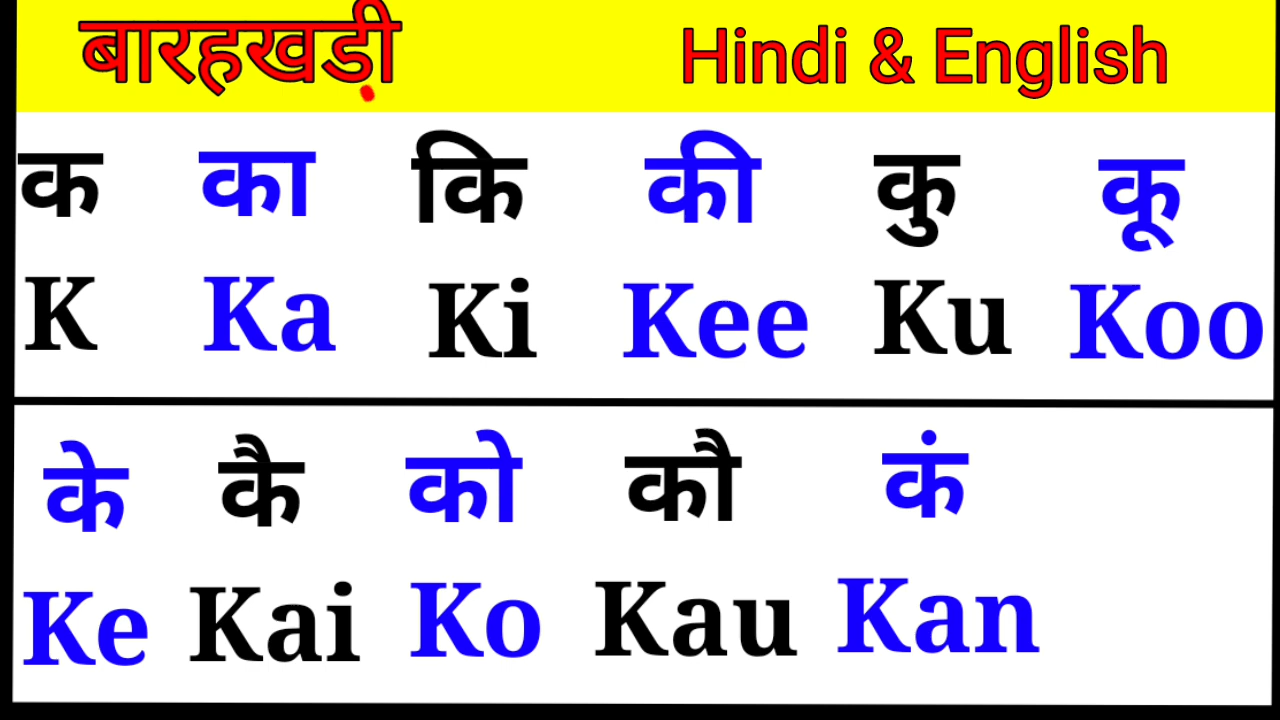 बारहखड़ी Hindi & English
क का कि की कु कू
K Ka Ki Kee Ku Koo
के कै को कौ कं
Ke Kai Ko Kau Kan